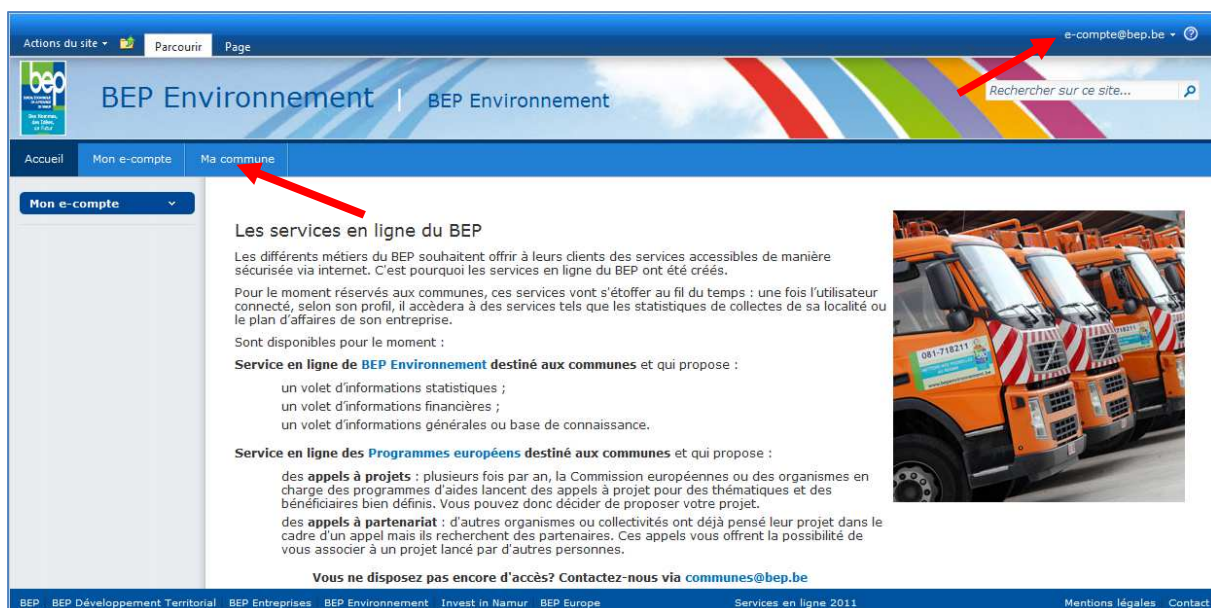 Actions du site
Parcourir
Page
e-compte@bep.be
bep
BEP Environnement | BEP Environnement
Rechercher sur ce site...
Accueil
Mon e-compte
Ma commune
Mon e-compte
Les services en ligne du BEP
Les différents métiers du BEP souhaitent offrir à leurs clients des services accessibles de manière
sécurisée via internet. C'est pourquoi les services en ligne du BEP ont été créés.
Pour le moment réservés aux communes, ces services vont s'étoffer au fil du temps : une fois l'utilisateur
connecté, selon son profil, il accèdera à des services tels que les statistiques de collectes de sa localité ou
le plan d'affaires de son entreprise.
Sont disponibles pour le moment :
Service en ligne de BEP Environnement destiné aux communes et qui propose :
un volet d'informations statistiques ;
un volet d'informations financières ;
un volet d'informations générales ou base de connaissance.
Service en ligne des Programmes européens destiné aux communes et qui propose :
des appels à projets : plusieurs fois par an, la Commission européennes ou des organismes en
charge des programmes d'aides lancent des appels à projet pour des thématiques et des
bénéficiaires bien définis. Vous pouvez donc décider de proposer votre projet.
des appels à partenariat : d'autres organismes ou collectivités ont déjà pensé leur projet dans le
cadre d'un appel mais ils recherchent des partenaires. Ces appels vous offrent la possibilité de
vous associer à un projet lancé par d'autres personnes.
Vous ne disposez pas encore d'accès? Contactez-nous via communes@bep.be
081-718211
BEP BEP Développement Territorial BEP Entreprises BEP Environnement Invest in Namur BEP Europe
Services en ligne 2011
Mentions légales Contact